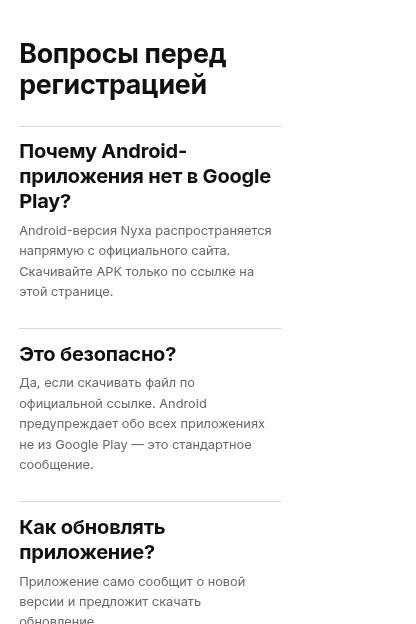 Вопросы перед
регистрацией
Почему Android-
приложения нет в Google
Play?
Android-версия Nyxa распространяется
напрямую с официального сайта.
Скачивайте APK только по ссылке на
этой странице.
Это безопасно?
Да, если скачивать файл по
официальной ссылке. Android
предупреждает обо всех приложениях
не из Google Play — это стандартное
сообщение.
Как обновлять
приложение?
Приложение само сообщит о новой
версии и предложит скачать
обновление.